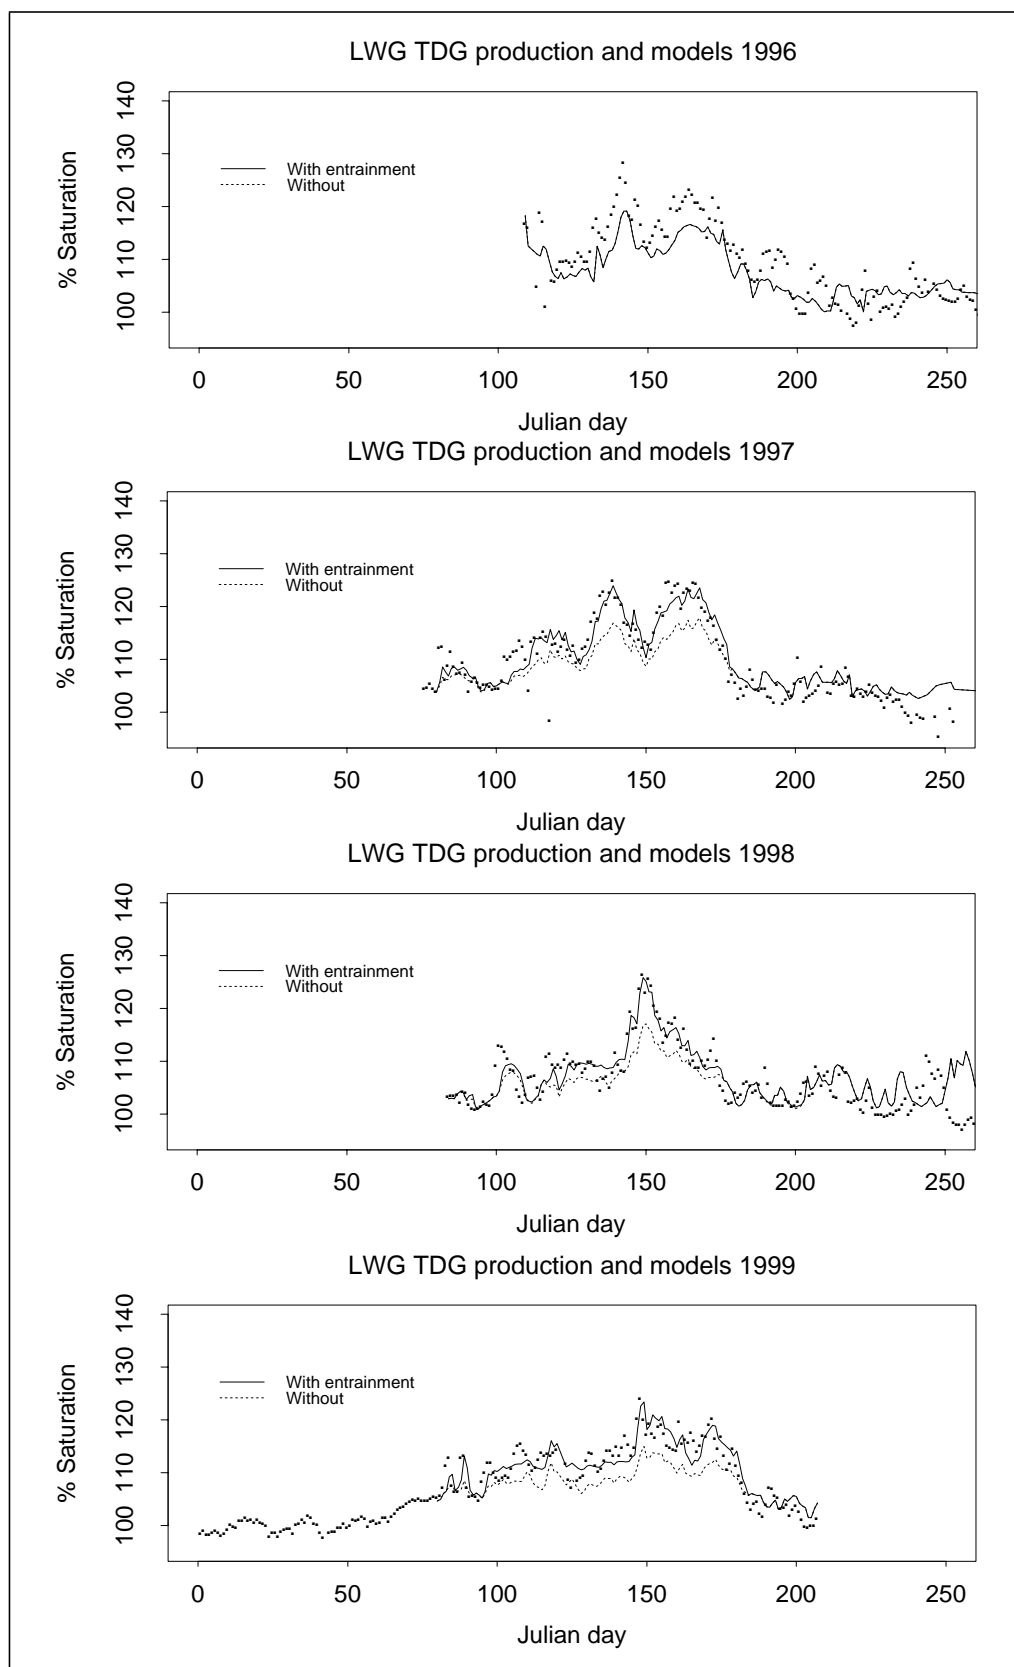 LWG TDG production and models 1996
% Saturation
140
130
120
110
100
With entrainment
Without
0 50 100 150 200 250
Julian day
LWG TDG production and models 1997
% Saturation
140
130
120
110
100
With entrainment
Without
0 50 100 150 200 250
Julian day
LWG TDG production and models 1998
% Saturation
140
130
120
110
100
With entrainment
Without
0 50 100 150 200 250
Julian day
LWG TDG production and models 1999
% Saturation
140
130
120
110
100
With entrainment
Without
0 50 100 150 200 250
Julian day